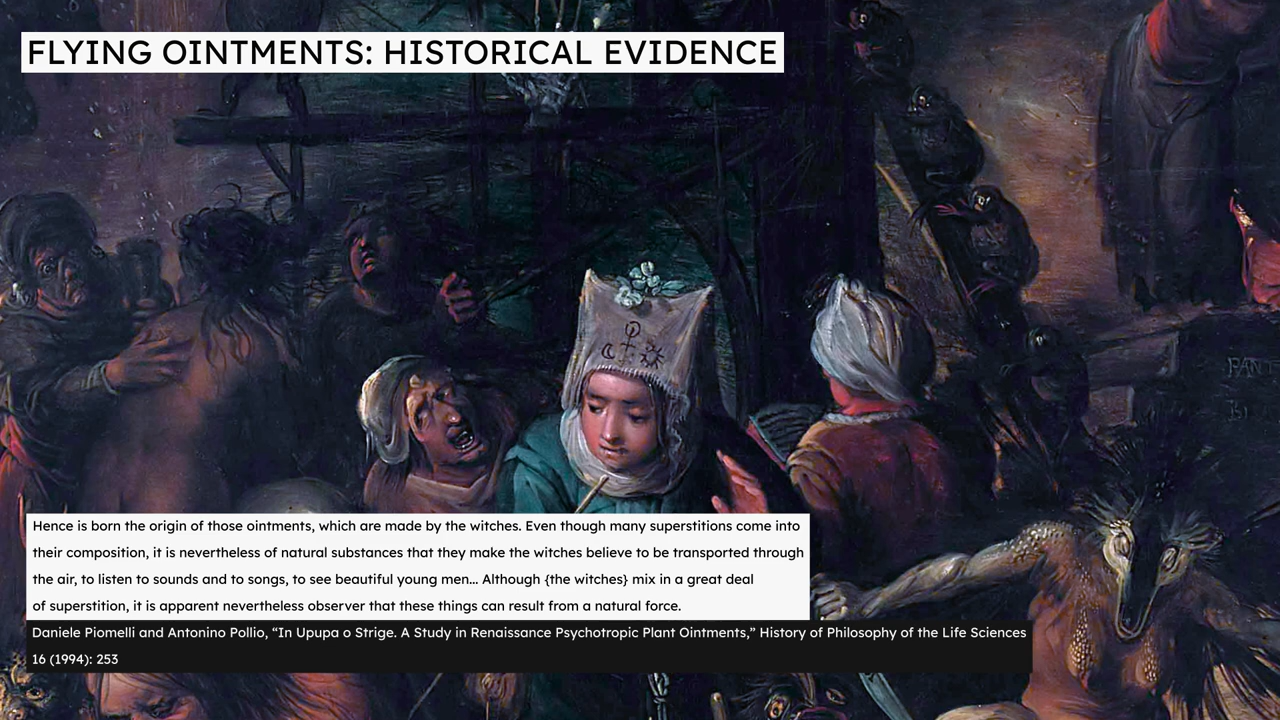 FLYING OINTMENTS: HISTORICAL EVIDENCE
Hence is born the origin of those ointments, which are made by the witches. Even though many superstitions come into
their composition, it is nevertheless of natural substances that they make the witches believe to be transported through
the air, to listen to sounds and to songs, to see beautiful young men... Although {the witches} mix in a great deal
of superstition, it is apparent nevertheless observer that these things can result from a natural force.
Daniele Piomelli and Antonino Pollio, “In Upupa o Strige. A Study in Renaissance Psychotropic Plant Ointments,” History of Philosophy of the Life Sciences
16 (1994): 253